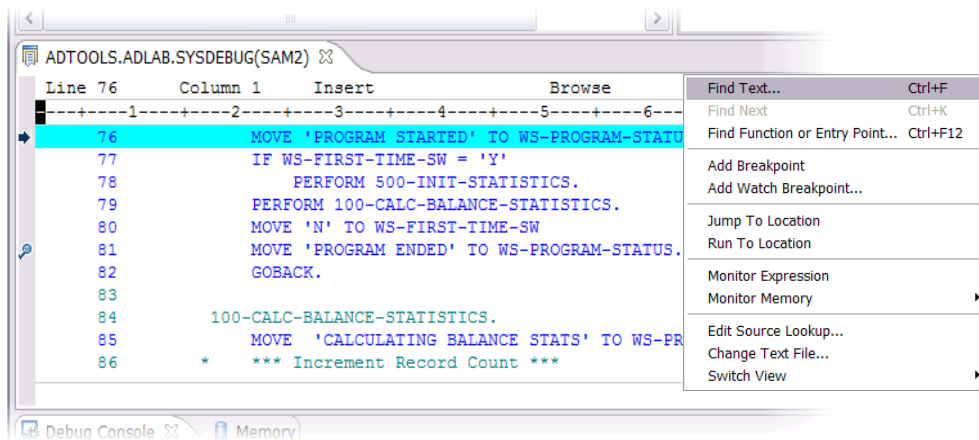 ADTOOLS.ADLAB.SYSDEBUG(SAM2)
Line 76 Column 1 Insert Browse
----+----1----+----2----+----3----+----4----+----5----+----6---
76 MOVE 'PROGRAM STARTED' TO WS-PROGRAM-STATU
77 IF WS-FIRST-TIME-SW = 'Y'
78 PERFORM 500-INIT-STATISTICS.
79 PERFORM 100-CALC-BALANCE-STATISTICS.
80 MOVE 'N' TO WS-FIRST-TIME-SW
81 MOVE 'PROGRAM ENDED' TO WS-PROGRAM-STATUS.
82 GOBACK.
83
84 100-CALC-BALANCE-STATISTICS.
85 MOVE 'CALCULATING BALANCE STATS' TO WS-PR
86 * *** Increment Record Count ***
Find Text... Ctrl+F
Find Next Ctrl+K
Find Function or Entry Point... Ctrl+F12
Add Breakpoint
Add Watch Breakpoint...
Jump To Location
Run To Location
Monitor Expression
Monitor Memory
Edit Source Lookup...
Change Text File...
Switch View
Debug Console Memory